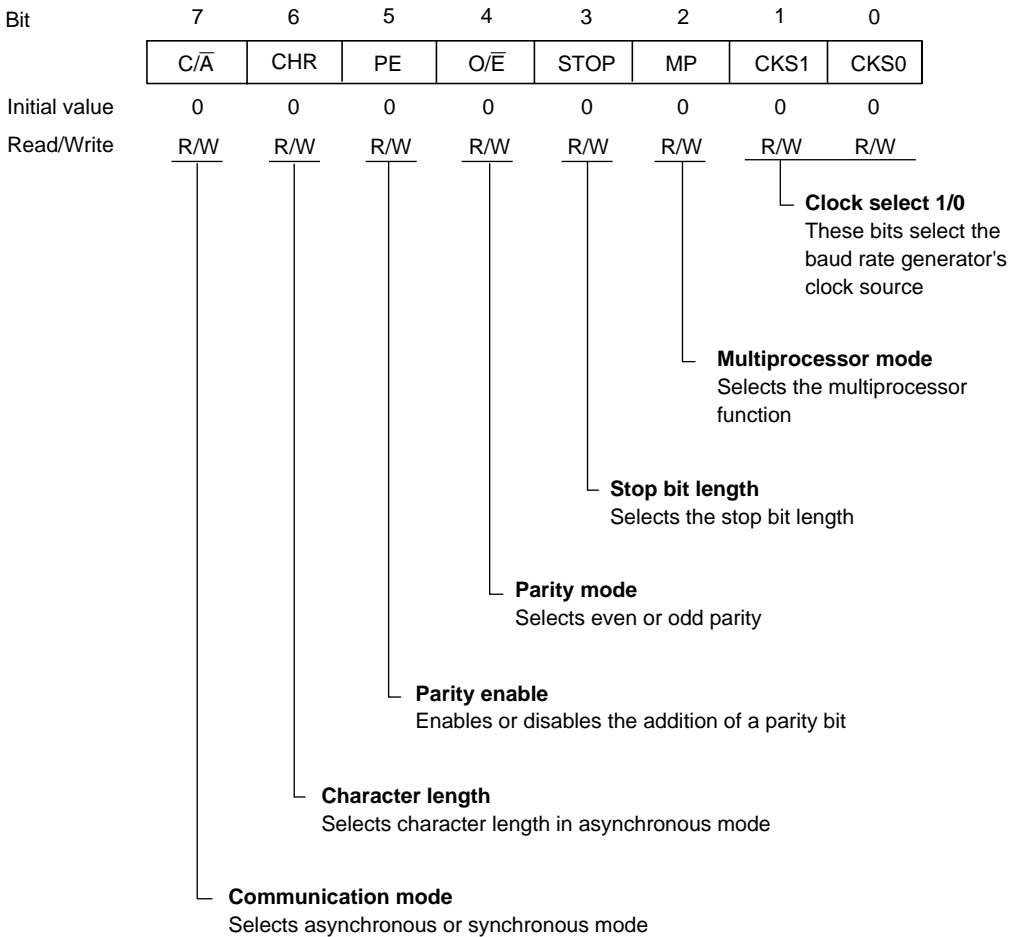 Bit 7 6 5 4 3 2 1 0
C/A̅ CHR PE O/E̅ STOP MP CKS1 CKS0
Initial value 0 0 0 0 0 0 0 0
Read/Write R/W R/W R/W R/W R/W R/W R/W R/W
Clock select 1/0
These bits select the
baud rate generator's
clock source
Multiprocessor mode
Selects the multiprocessor
function
Stop bit length
Selects the stop bit length
Parity mode
Selects even or odd parity
Parity enable
Enables or disables the addition of a parity bit
Character length
Selects character length in asynchronous mode
Communication mode
Selects asynchronous or synchronous mode